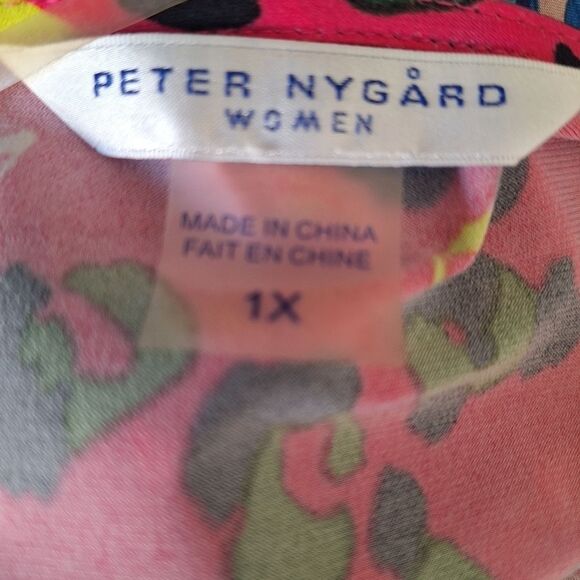 PETER NYGÅRD
WOMEN
MADE IN CHINA
FAIT EN CHINE
1X